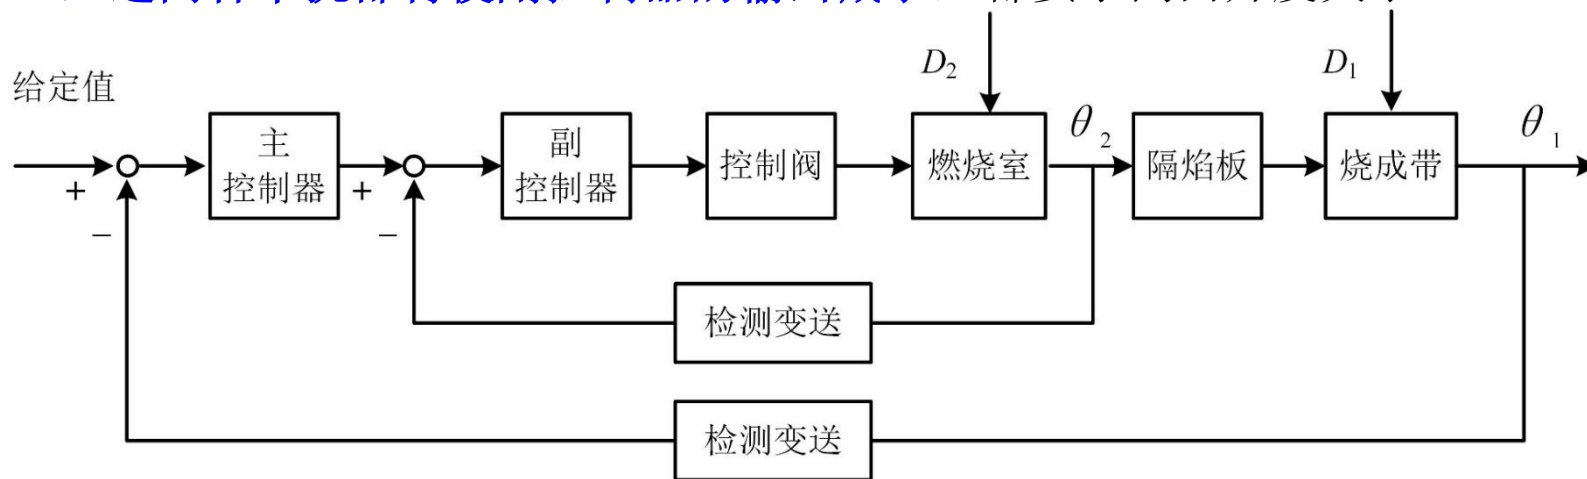 D₂
D₁
给定值
θ₂
θ₁
主
控制器
副
控制器
控制阀
燃烧室
隔焰板
烧成带
+
−
+
−
检测变送
检测变送